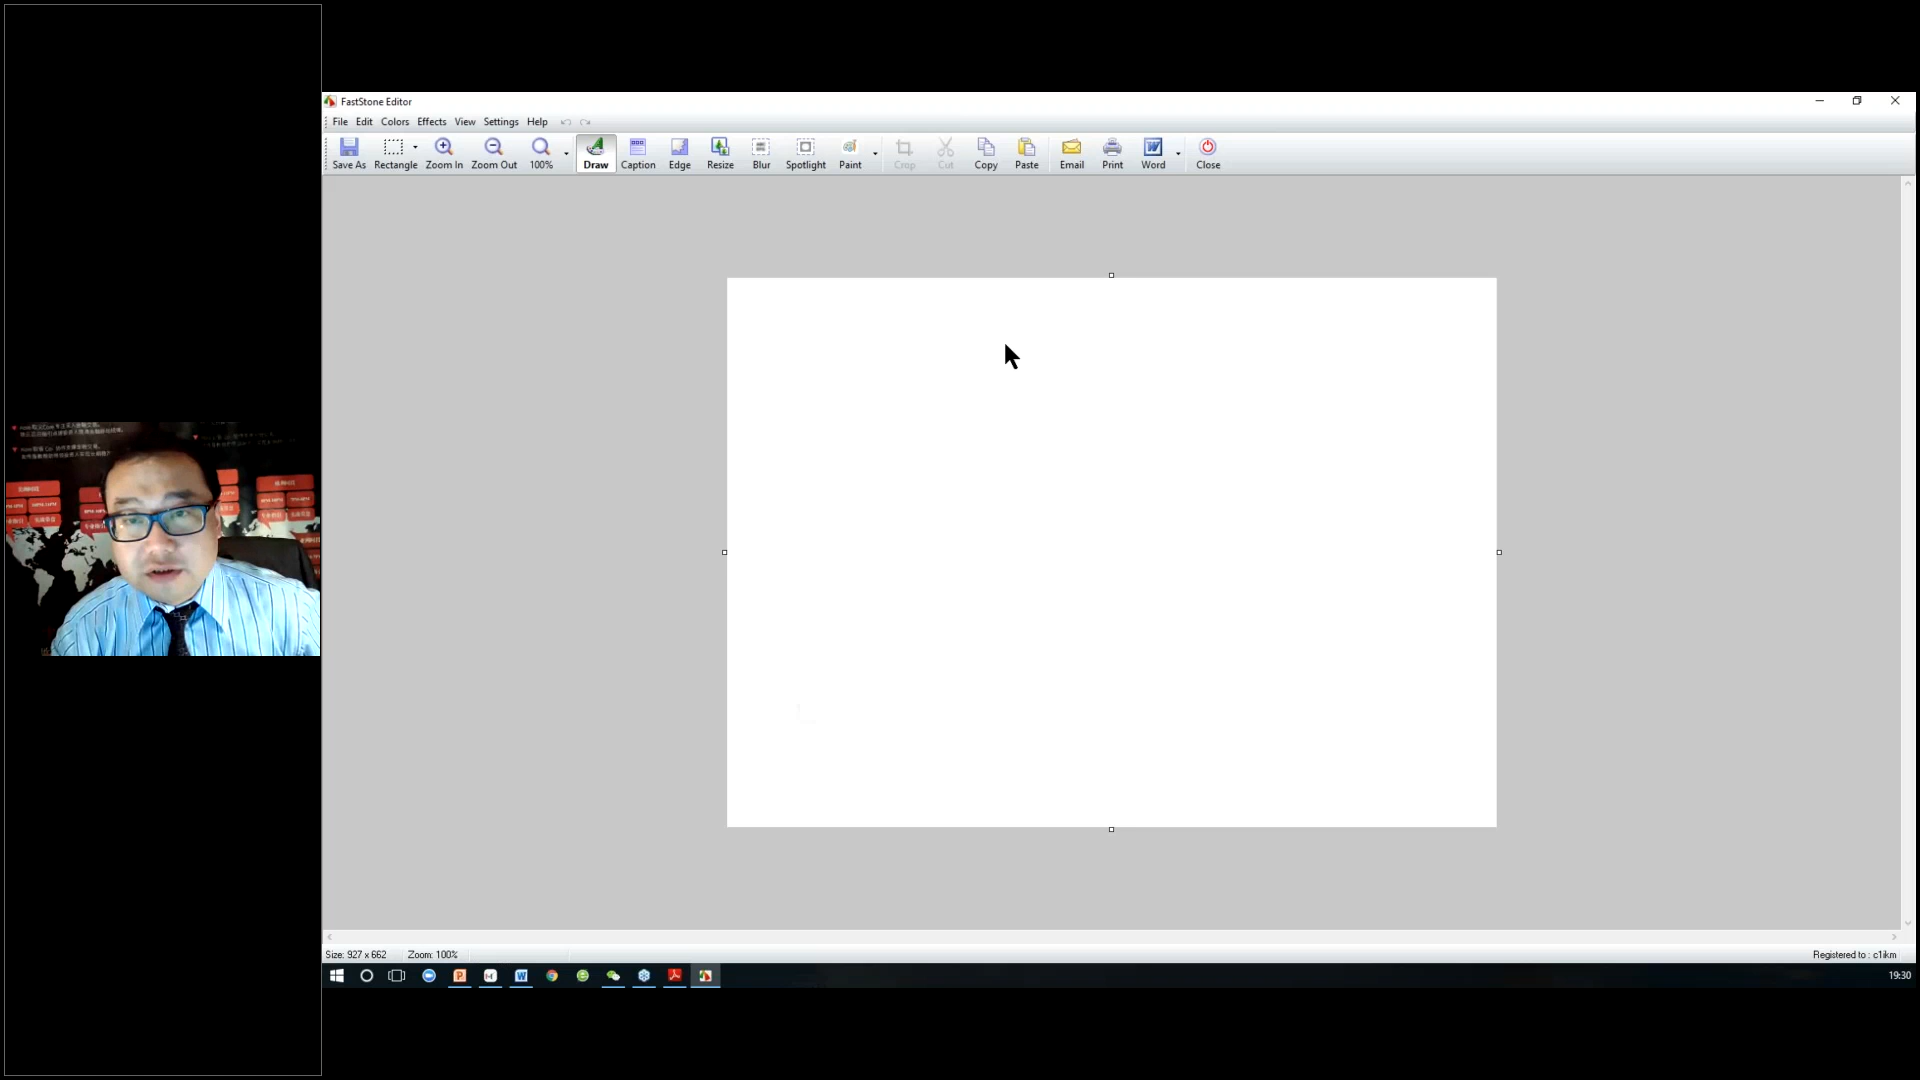 FastStone Editor
File Edit Colors Effects View Settings Help
Save As Rectangle Zoom In Zoom Out 100% Draw Caption Edge Resize Blur Spotlight Paint Crop Cut Copy Paste Email Print Word Close
Size: 927 x 662 Zoom: 100%
Registered to : c1ikm
19:30